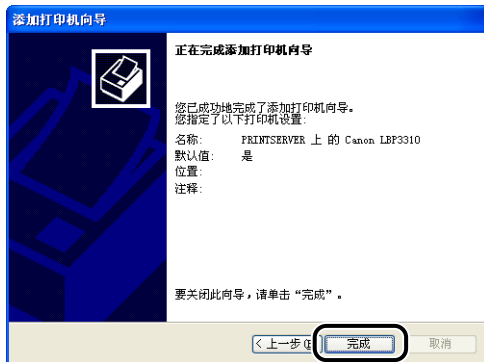 添加打印机向导
正在完成添加打印机向导
您已成功地完成了添加打印机向导。
您指定了以下打印机设置:
名称: PRINTSERVER 上 的 Canon LBP3310
默认值: 是
位置:
注释:
要关闭此向导,请单击“完成”。
< 上一步(B) 完成 取消